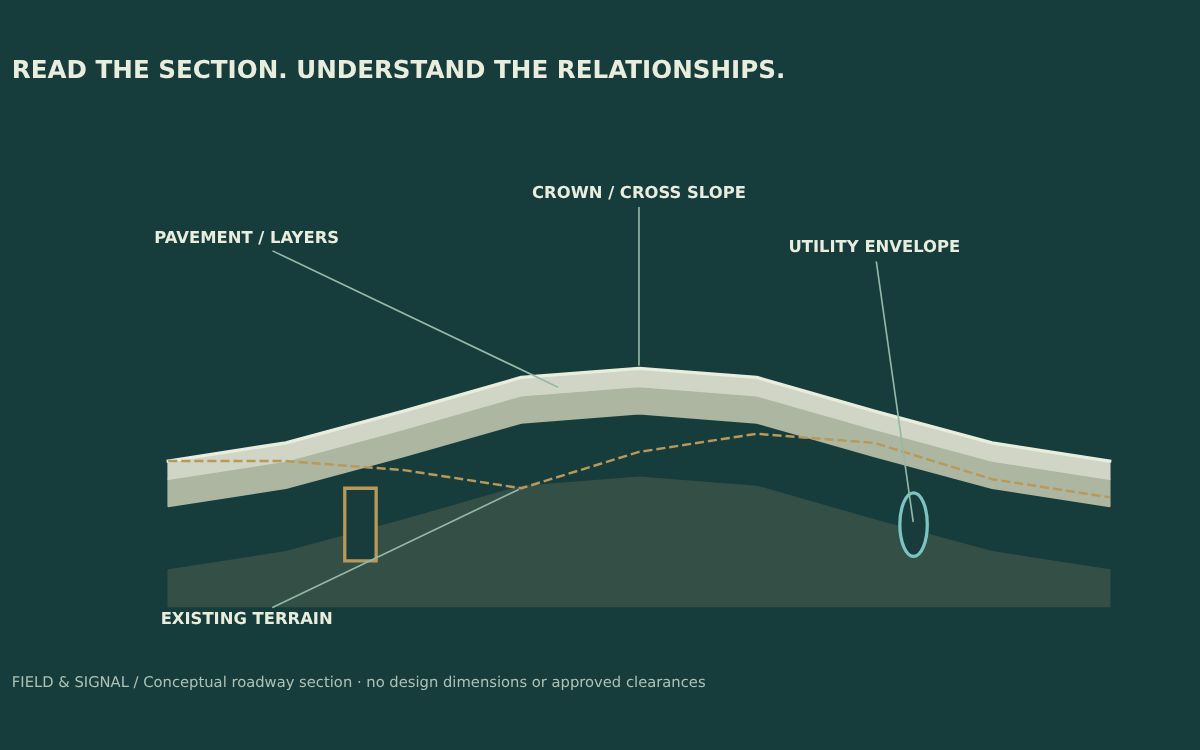 READ THE SECTION. UNDERSTAND THE RELATIONSHIPS.
CROWN / CROSS SLOPE
PAVEMENT / LAYERS
UTILITY ENVELOPE
EXISTING TERRAIN
FIELD & SIGNAL / Conceptual roadway section · no design dimensions or approved clearances